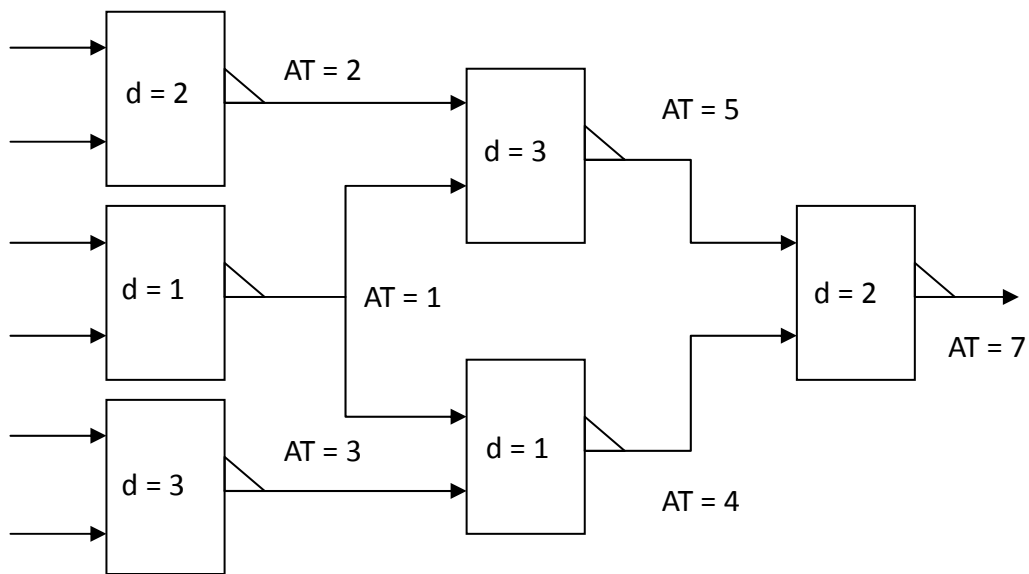 d = 2
AT = 2
d = 3
AT = 5
d = 1
AT = 1
d = 2
AT = 7
d = 3
AT = 3
d = 1
AT = 4